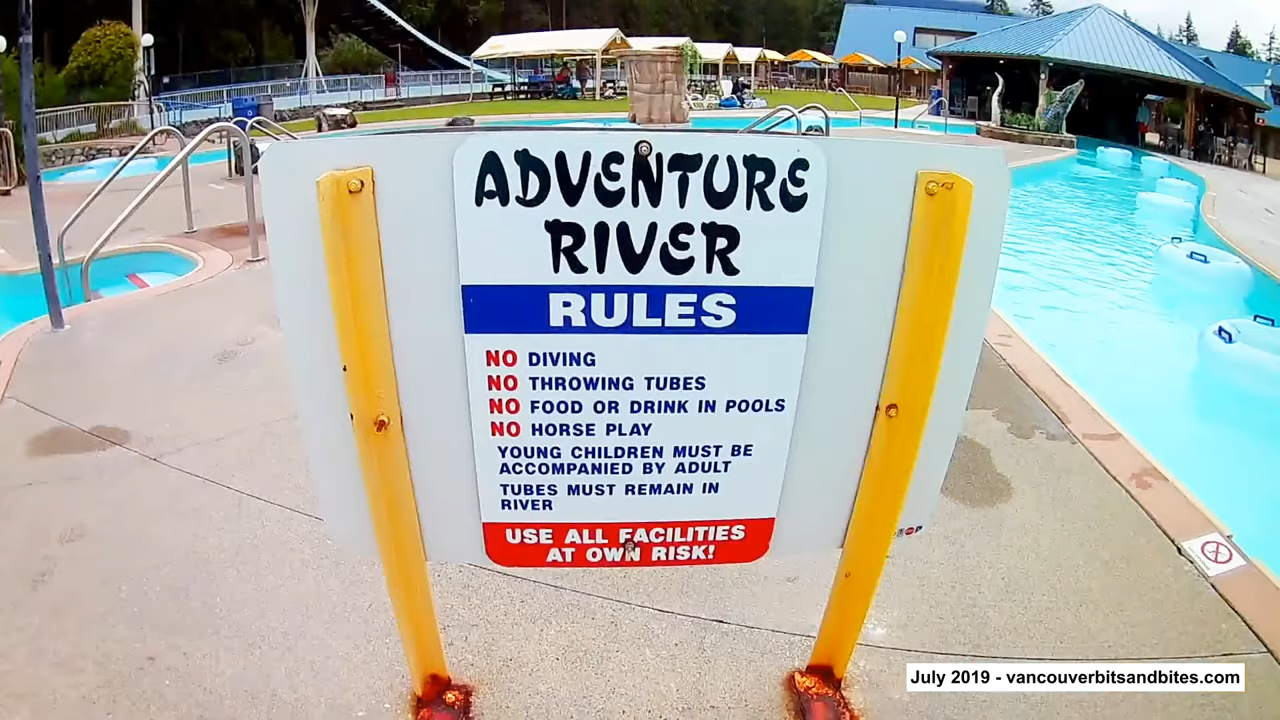 ADVENTURE
RIVER
RULES
NO DIVING
NO THROWING TUBES
NO FOOD OR DRINK IN POOLS
NO HORSE PLAY
YOUNG CHILDREN MUST BE
ACCOMPANIED BY ADULT
TUBES MUST REMAIN IN
RIVER
USE ALL FACILITIES
AT OWN RISK!
July 2019 - vancouverbitsandbites.com